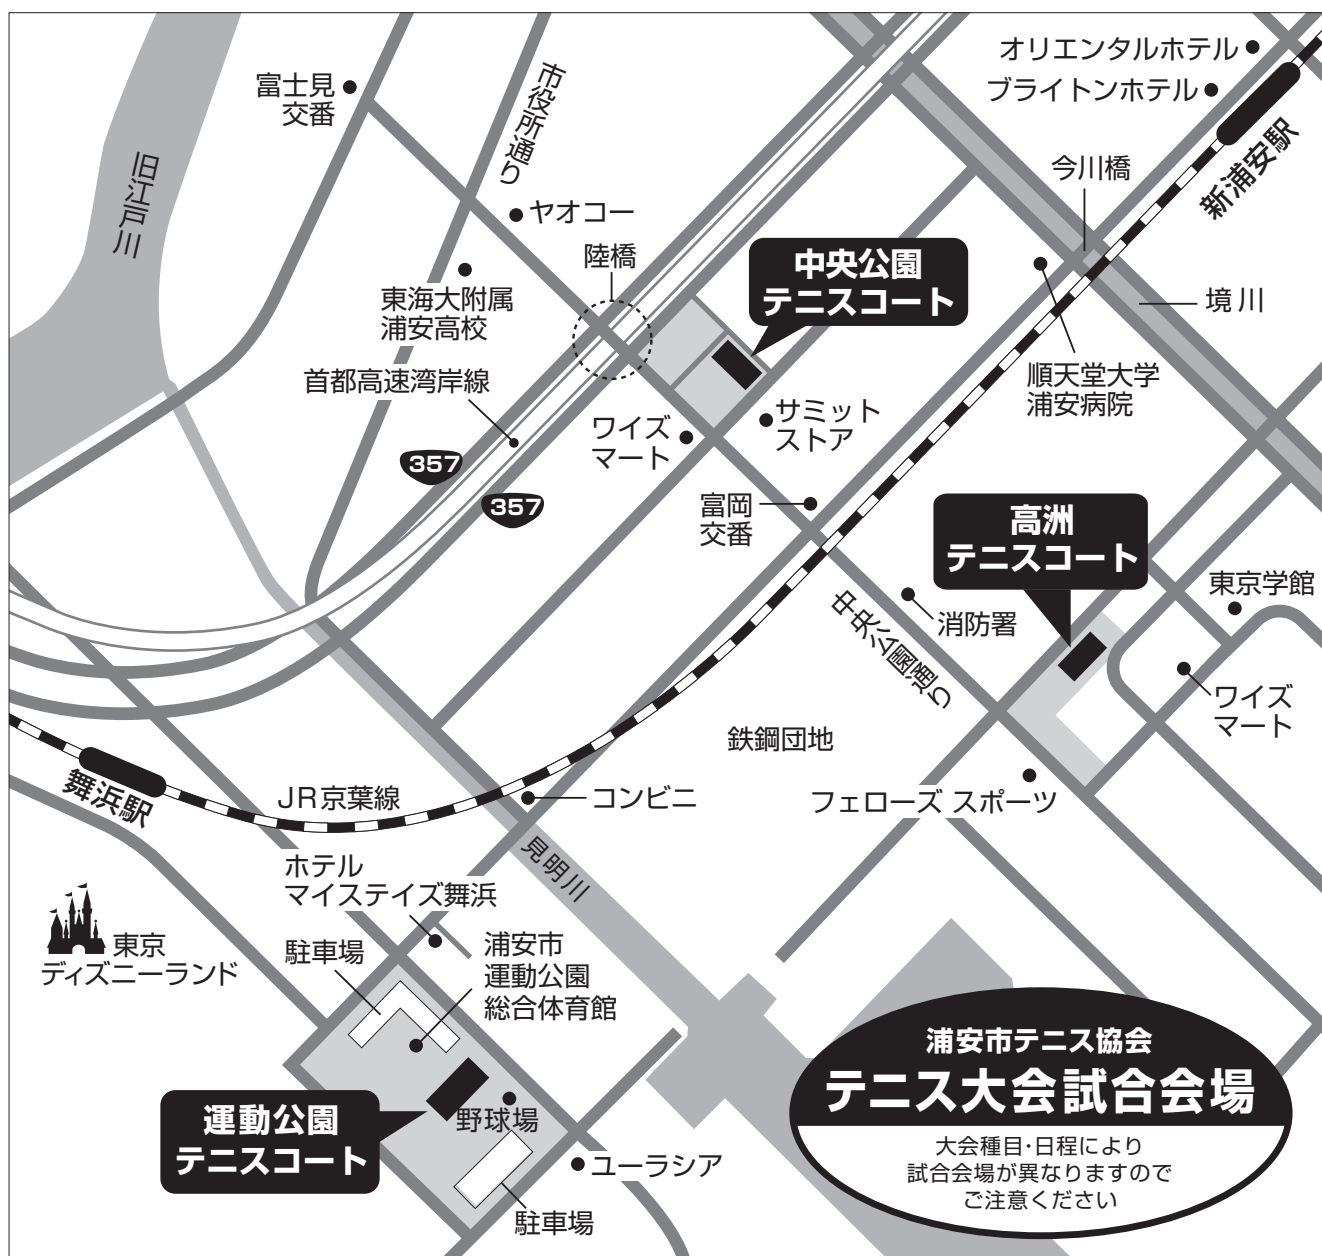 オリエンタルホテル
ブライトンホテル
新浦安駅
富士見
交番
市役所通り
旧江戸川
今川橋
ヤオコー
陸橋
中央公園
テニスコート
東海大附属
浦安高校
境川
首都高速湾岸線
順天堂大学
浦安病院
サミット
ストア
ワイズ
マート
357
357
富岡
交番
高洲
テニスコート
東京学館
消防署
中央公園通り
ワイズ
マート
鉄鋼団地
舞浜駅
JR京葉線
コンビニ
フェローズ スポーツ
見明川
ホテル
マイステイズ舞浜
東京
ディズニーランド
駐車場
浦安市
運動公園
総合体育館
運動公園
テニスコート
野球場
ユーラシア
駐車場
浦安市テニス協会
テニス大会試合会場
大会種目・日程により
試合会場が異なりますので
ご注意ください